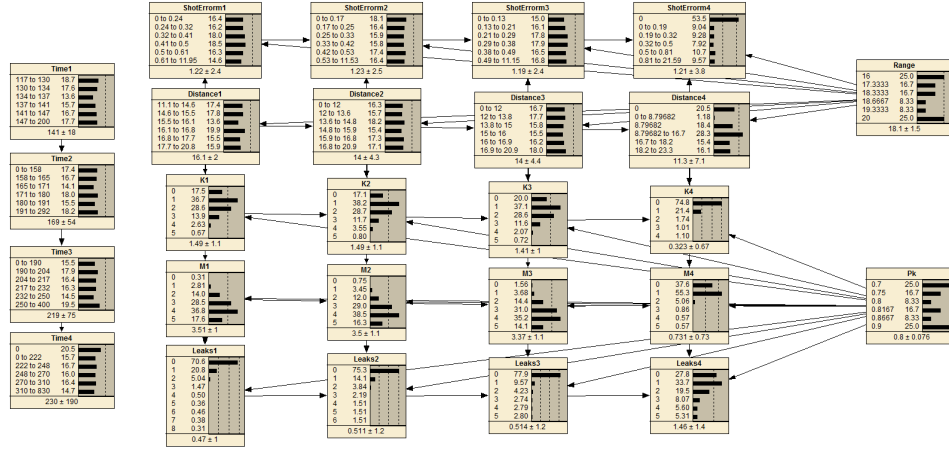 ShotErrorm1
0 to 0.24 16.4
0.24 to 0.32 16.2
0.32 to 0.41 18.0
0.41 to 0.5 18.5
0.5 to 0.61 16.3
0.61 to 11.95 14.6
1.22 ± 2.4
ShotErrorm2
0 to 0.17 18.1
0.17 to 0.25 16.4
0.25 to 0.33 15.9
0.33 to 0.42 15.8
0.42 to 0.53 17.4
0.53 to 11.53 16.4
1.23 ± 2.5
ShotErrorm3
0 to 0.13 15.0
0.13 to 0.21 17.1
0.21 to 0.29 17.8
0.29 to 0.38 17.9
0.38 to 0.49 16.5
0.49 to 11.15 16.8
1.19 ± 2.4
ShotErrorm4
0 53.5
0 to 0.19 9.04
0.19 to 0.32 9.28
0.32 to 0.5 7.92
0.5 to 0.81 10.7
0.81 to 21.59 9.57
1.21 ± 3.8
Time1
117 to 130 18.7
130 to 134 17.6
134 to 137 13.6
137 to 141 15.7
141 to 147 16.7
147 to 200 17.7
141 ± 18
Range
16 25.0
17.3333 16.7
18.3333 16.7
18.6667 8.33
19.3333 8.33
20 25.0
18.1 ± 1.5
Distance1
11.1 to 14.6 17.4
14.6 to 15.5 17.8
15.5 to 16.1 13.6
16.1 to 16.8 19.9
16.8 to 17.7 15.5
17.7 to 20.8 15.9
16.1 ± 2
Distance2
0 to 12 16.3
12 to 13.6 15.7
13.6 to 14.8 18.2
14.8 to 15.9 15.4
15.9 to 16.8 17.3
16.8 to 20.9 17.1
14 ± 4.3
Distance3
0 to 12 16.7
12 to 13.8 17.7
13.8 to 15 15.8
15 to 16 15.5
16 to 16.9 16.2
16.9 to 20.9 18.0
14 ± 4.4
Distance4
0 20.5
0 to 8.79682 1.18
8.79682 18.4
8.79682 to 16.7 28.3
16.7 to 18.2 15.4
18.2 to 23.3 16.1
11.3 ± 7.1
Time2
0 to 158 17.4
158 to 165 16.7
165 to 171 14.1
171 to 180 18.0
180 to 191 15.5
191 to 292 18.2
169 ± 54
K1
0 17.5
1 36.7
2 28.6
3 13.9
4 2.63
5 0.67
1.49 ± 1.1
K2
0 17.1
1 38.2
2 28.7
3 11.7
4 3.55
5 0.80
1.49 ± 1.1
K3
0 20.0
1 37.1
2 28.6
3 11.6
4 2.07
5 0.72
1.41 ± 1
K4
0 74.8
1 21.4
2 1.74
3 1.01
4 1.10
0.323 ± 0.67
Time3
0 to 190 15.5
190 to 204 17.9
204 to 217 16.4
217 to 232 16.3
232 to 250 14.5
250 to 400 19.5
219 ± 75
M1
0 0.31
1 2.81
2 14.0
3 28.5
4 36.8
5 17.6
3.51 ± 1
M2
0 0.75
1 3.45
2 12.0
3 29.0
4 38.5
5 16.3
3.5 ± 1.1
M3
0 1.56
1 3.68
2 14.4
3 31.0
4 35.2
5 14.1
3.37 ± 1.1
M4
0 37.6
1 55.3
2 5.06
3 0.86
4 0.57
5 0.57
0.731 ± 0.73
Pk
0.7 25.0
0.75 16.7
0.8 8.33
0.8167 16.7
0.8667 8.33
0.9 25.0
0.8 ± 0.076
Time4
0 20.5
0 to 222 15.7
222 to 248 16.7
248 to 270 16.0
270 to 310 16.4
310 to 830 14.7
230 ± 190
Leaks1
0 70.6
1 20.8
2 5.04
3 1.47
4 0.50
5 0.36
6 0.46
7 0.38
8 0.31
0.47 ± 1
Leaks2
0 75.3
1 14.1
2 3.84
3 2.19
4 1.51
5 1.51
6 1.51
0.511 ± 1.2
Leaks3
0 77.9
1 9.57
2 4.23
3 2.74
4 2.79
5 2.80
0.514 ± 1.2
Leaks4
0 27.8
1 33.7
2 19.5
3 8.07
4 5.60
5 5.31
1.46 ± 1.4